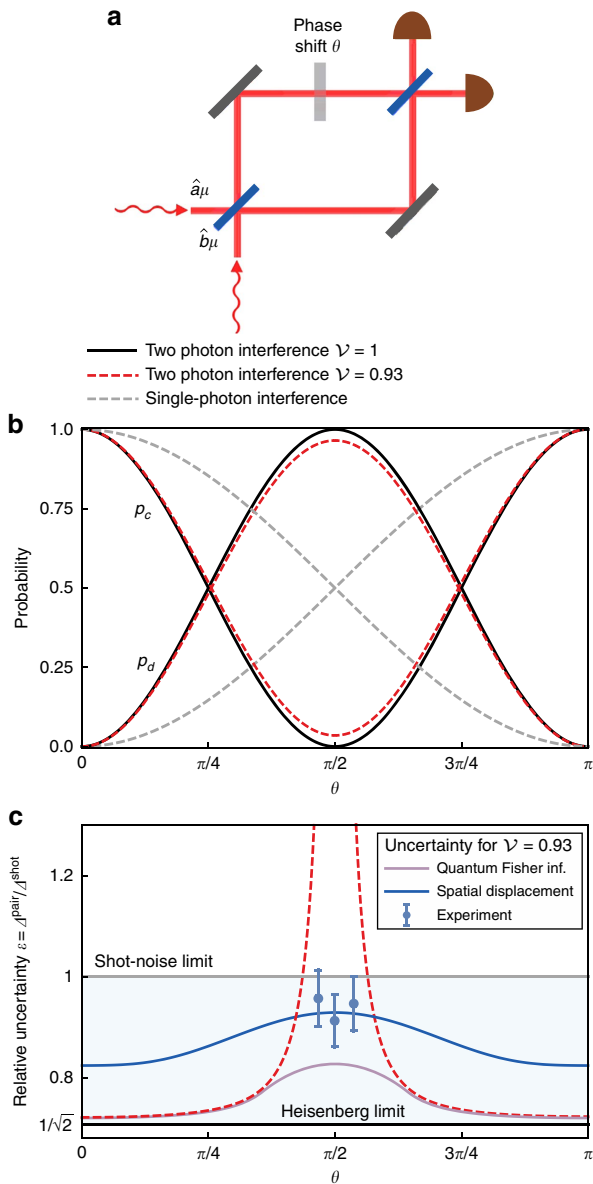 a
Phase
shift θ
âμ
b̂μ
Two photon interference 𝒱 = 1
Two photon interference 𝒱 = 0.93
Single-photon interference
b
1.0
0.75
0.5
0.25
0.0
Probability
p_c
p_d
0
π/4
π/2
3π/4
π
θ
c
Relative uncertainty ε = Δ^pair/Δ^shot
1.2
1
0.8
1/√2
Uncertainty for 𝒱 = 0.93
Quantum Fisher inf.
Spatial displacement
Experiment
Shot-noise limit
Heisenberg limit
0
π/4
π/2
3π/4
π
θ